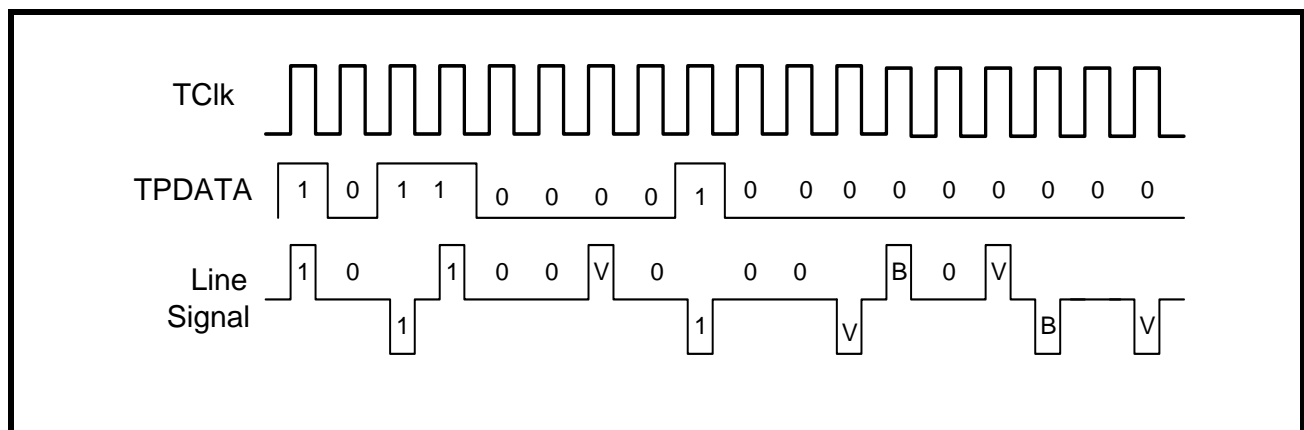 TClk
TPDATA 1 0 1 1 0 0 0 0 1 0 0 0 0 0 0 0 0 0
Line Signal
1 0 1 1 0 0 V 0 1 0 0 V B 0 V B V